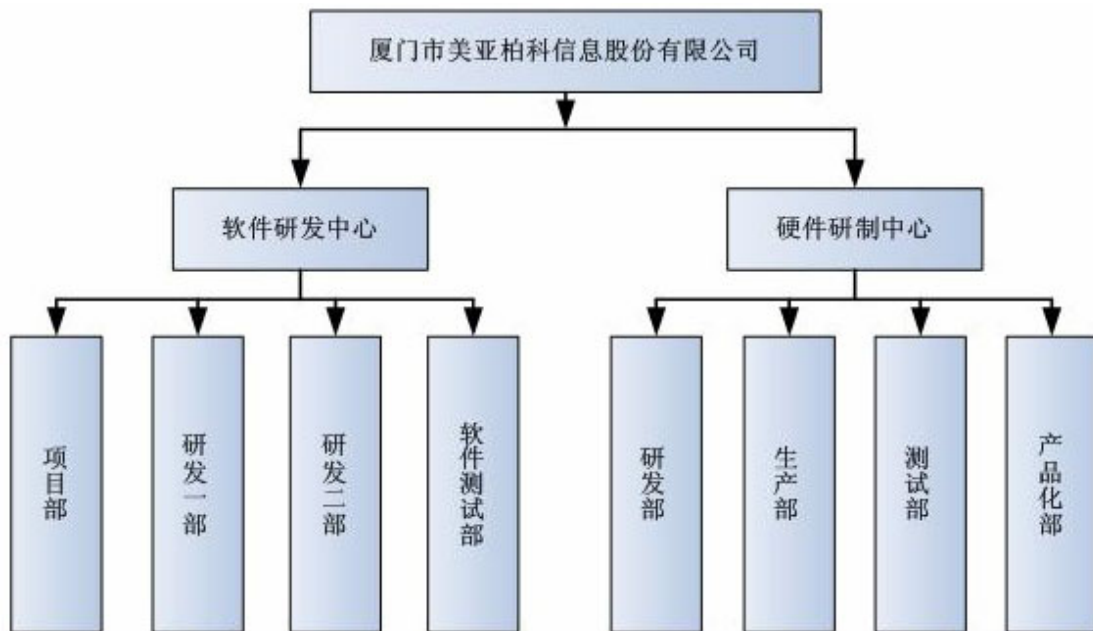 厦门市美亚柏科信息股份有限公司
软件研发中心
硬件研制中心
项目部
研发一部
研发二部
软件测试部
研发部
生产部
测试部
产品化部